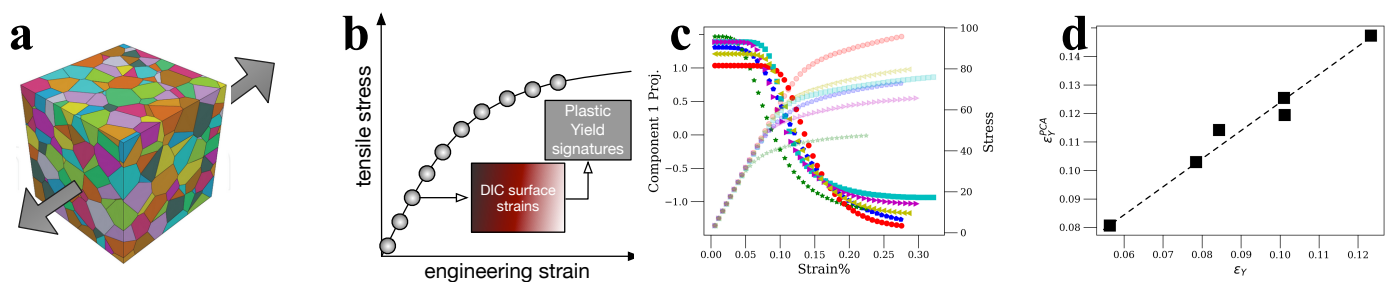 a
b
tensile stress
Plastic
Yield
signatures
DIC surface
strains
engineering strain
c
Component 1 Proj.
1.0
0.5
0.0
−0.5
−1.0
0.00 0.05 0.10 0.15 0.20 0.25 0.30
Strain%
100
80
60
40
20
0
Stress
d
ε_Y^PCA
0.15
0.14
0.13
0.12
0.11
0.10
0.09
0.08
0.06 0.07 0.08 0.09 0.10 0.11 0.12
ε_Y